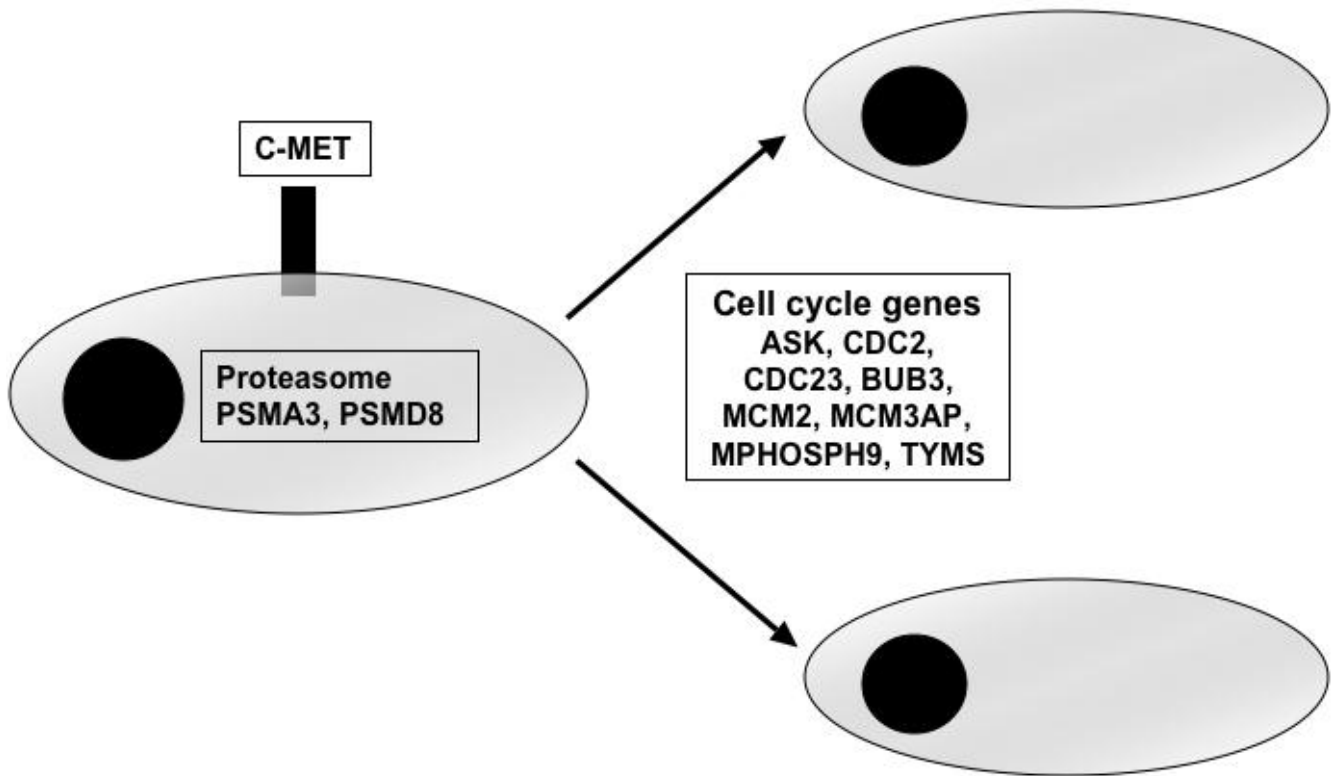 C-MET
Proteasome
PSMA3, PSMD8
Cell cycle genes
ASK, CDC2,
CDC23, BUB3,
MCM2, MCM3AP,
MPHOSPH9, TYMS